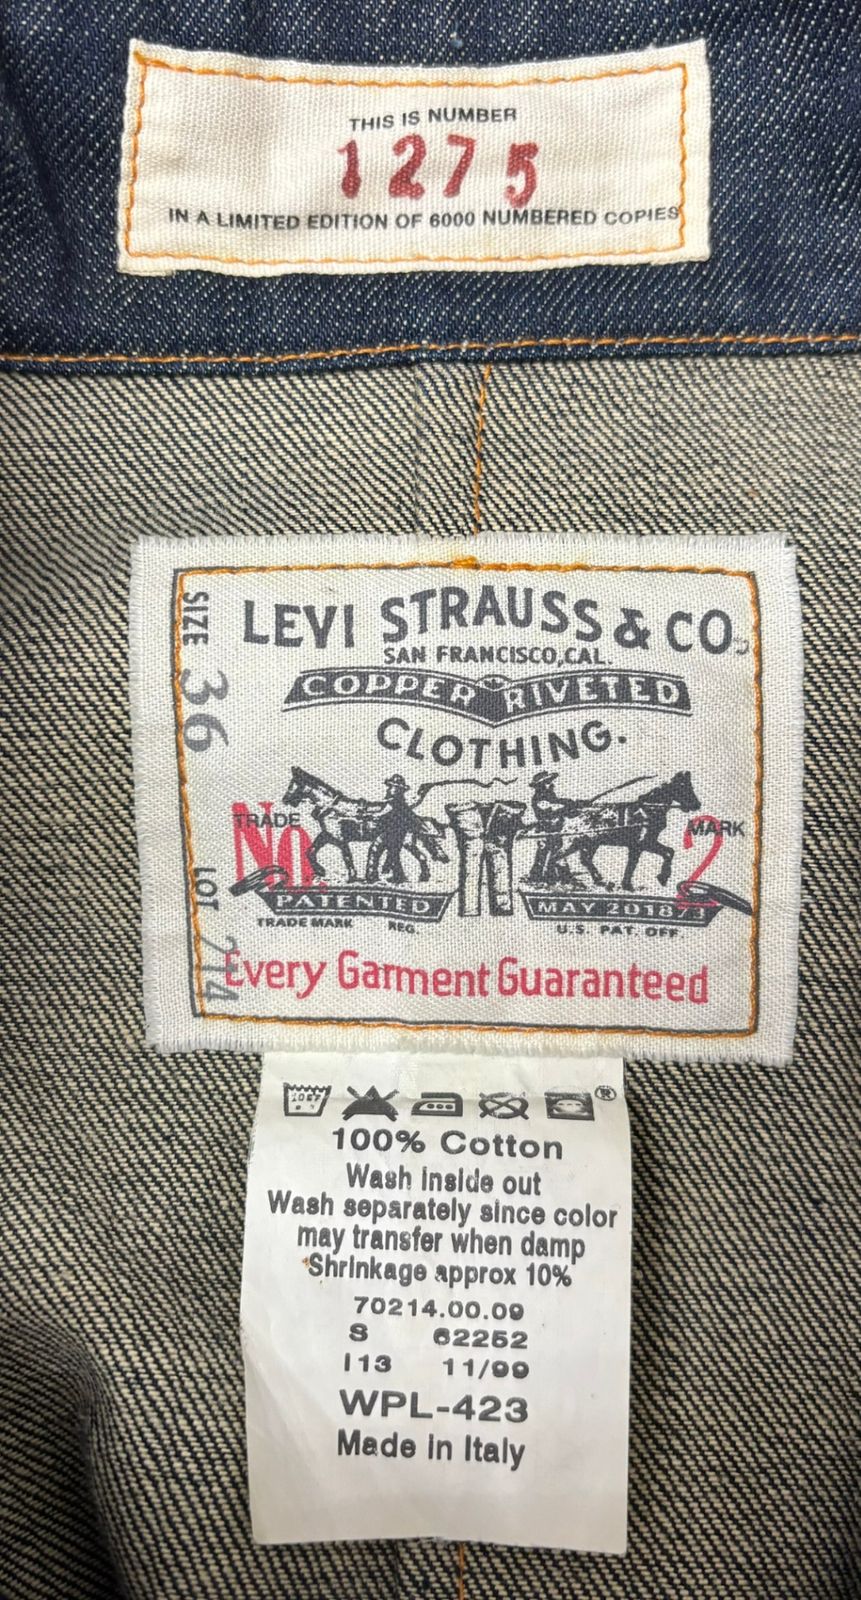 THIS IS NUMBER
1275
IN A LIMITED EDITION OF 6000 NUMBERED COPIES
SIZE 36
LOT 214
LEVI STRAUSS & CO.
SAN FRANCISCO, CAL.
COPPER RIVETED
CLOTHING.
TRADE MARK
No. 2
PATENTED MAY 20 1873
TRADE MARK REG. U.S. PAT. OFF.
Every Garment Guaranteed
®
100% Cotton
Wash inside out
Wash separately since color
may transfer when damp
Shrinkage approx 10%
70214.00.09
S 62252
I13 11/99
WPL-423
Made in Italy